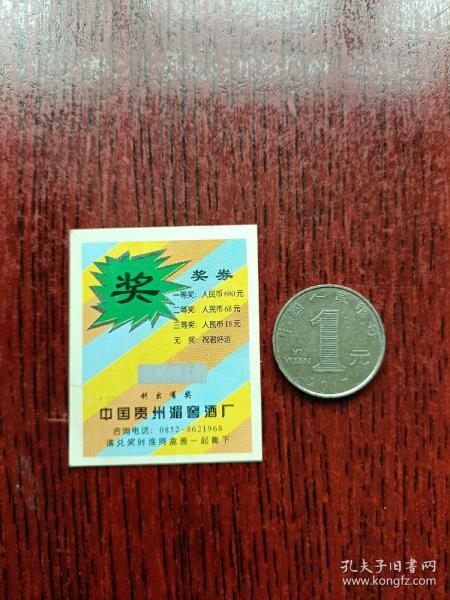 奖
奖券
一等奖：人民币680元
二等奖：人民币68元
三等奖：人民币18元
无 奖：祝君好运
刮出有奖
中国贵州湄窖酒厂
咨询电话：0852-8621968
请兑奖时连同盒盖一起撕下
中国人民银行
1
YI
YUAN
元
2017
孔夫子旧书网
www.kongfz.com